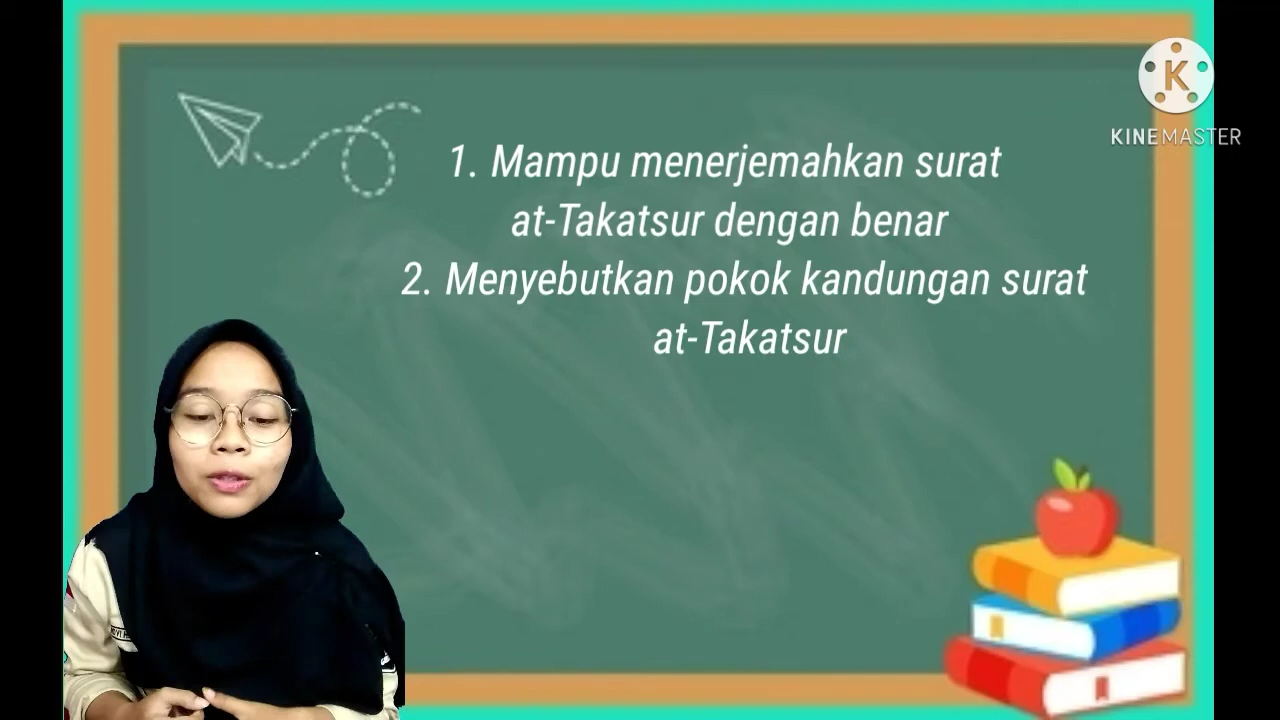 1. Mampu menerjemahkan surat
at-Takatsur dengan benar
2. Menyebutkan pokok kandungan surat
at-Takatsur
K
KINEMASTER